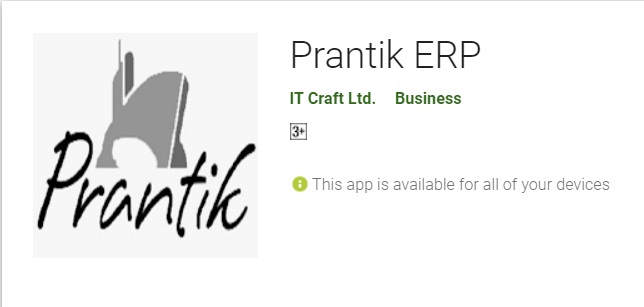 Prantik
Prantik ERP
IT Craft Ltd. Business
3+
This app is available for all of your devices